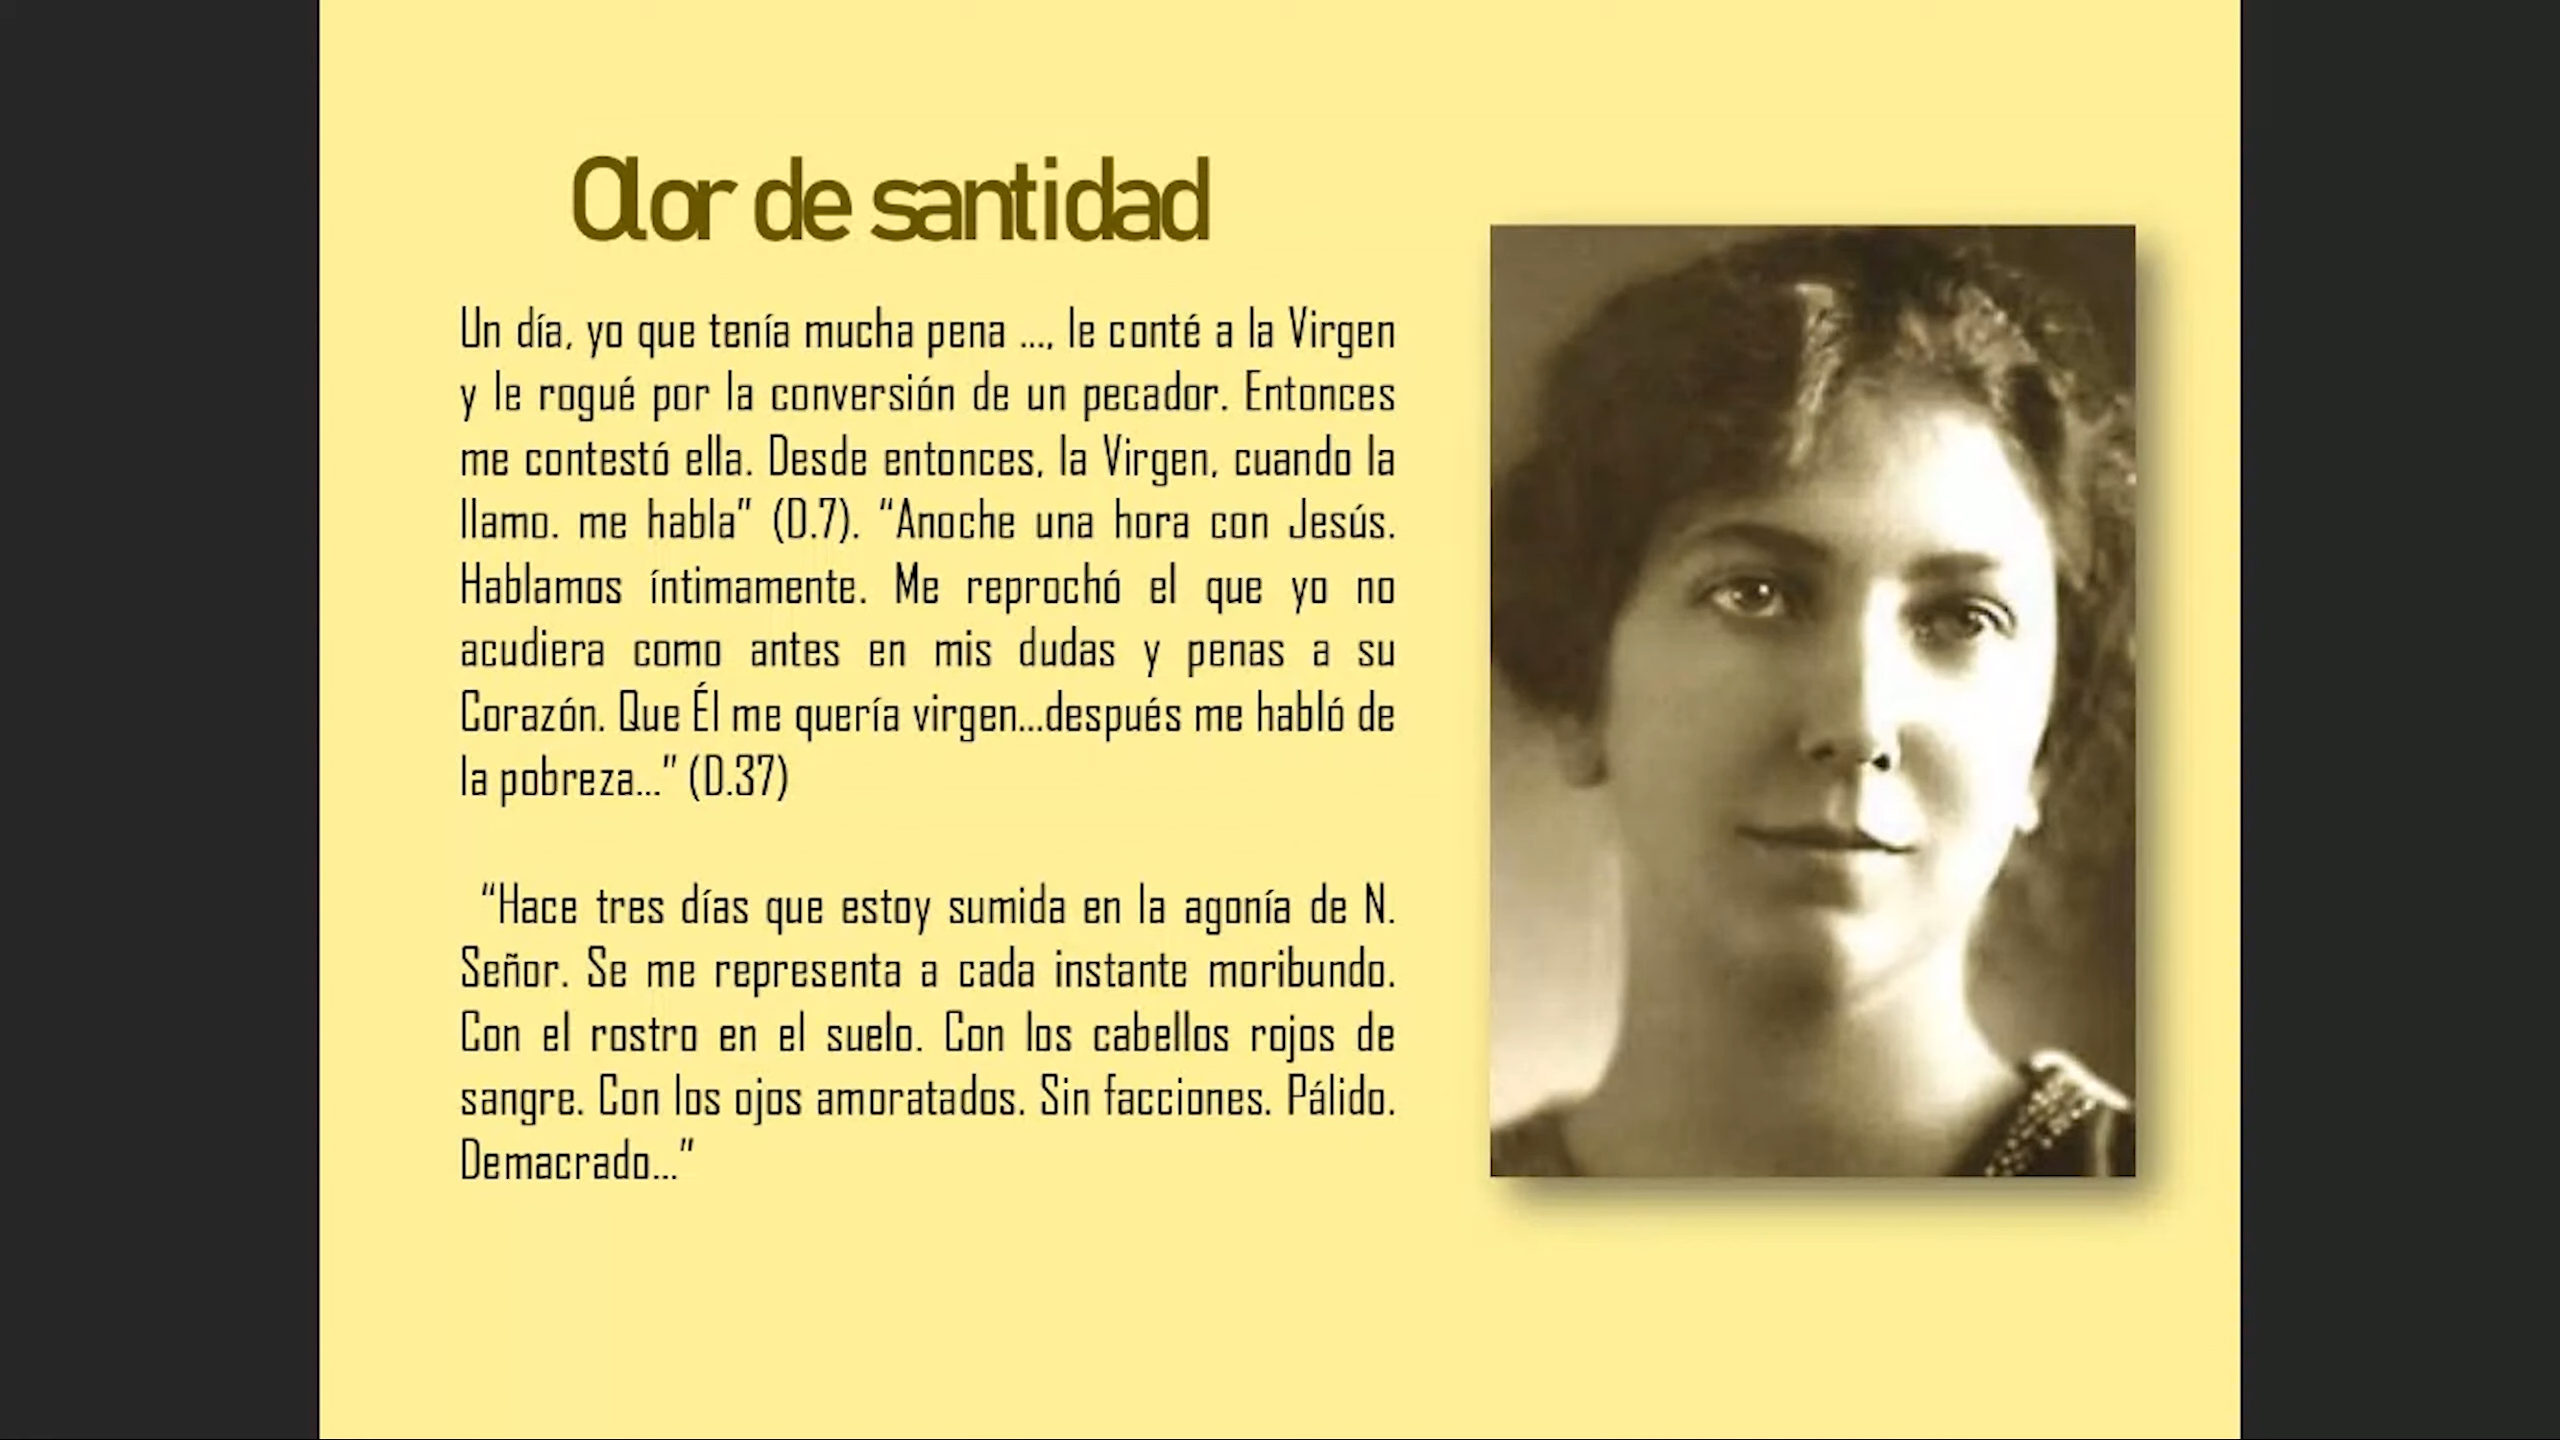 Olor de santidad
Un día, yo que tenía mucha pena ..., le conté a la Virgen
y le rogué por la conversión de un pecador. Entonces
me contestó ella. Desde entonces, la Virgen, cuando la
llamo. me habla” (D.7). “Anoche una hora con Jesús.
Hablamos íntimamente. Me reprochó el que yo no
acudiera como antes en mis dudas y penas a su
Corazón. Que Él me quería virgen...después me habló de
la pobreza...” (D.37)
“Hace tres días que estoy sumida en la agonía de N.
Señor. Se me representa a cada instante moribundo.
Con el rostro en el suelo. Con los cabellos rojos de
sangre. Con los ojos amoratados. Sin facciones. Pálido.
Demacrado...”